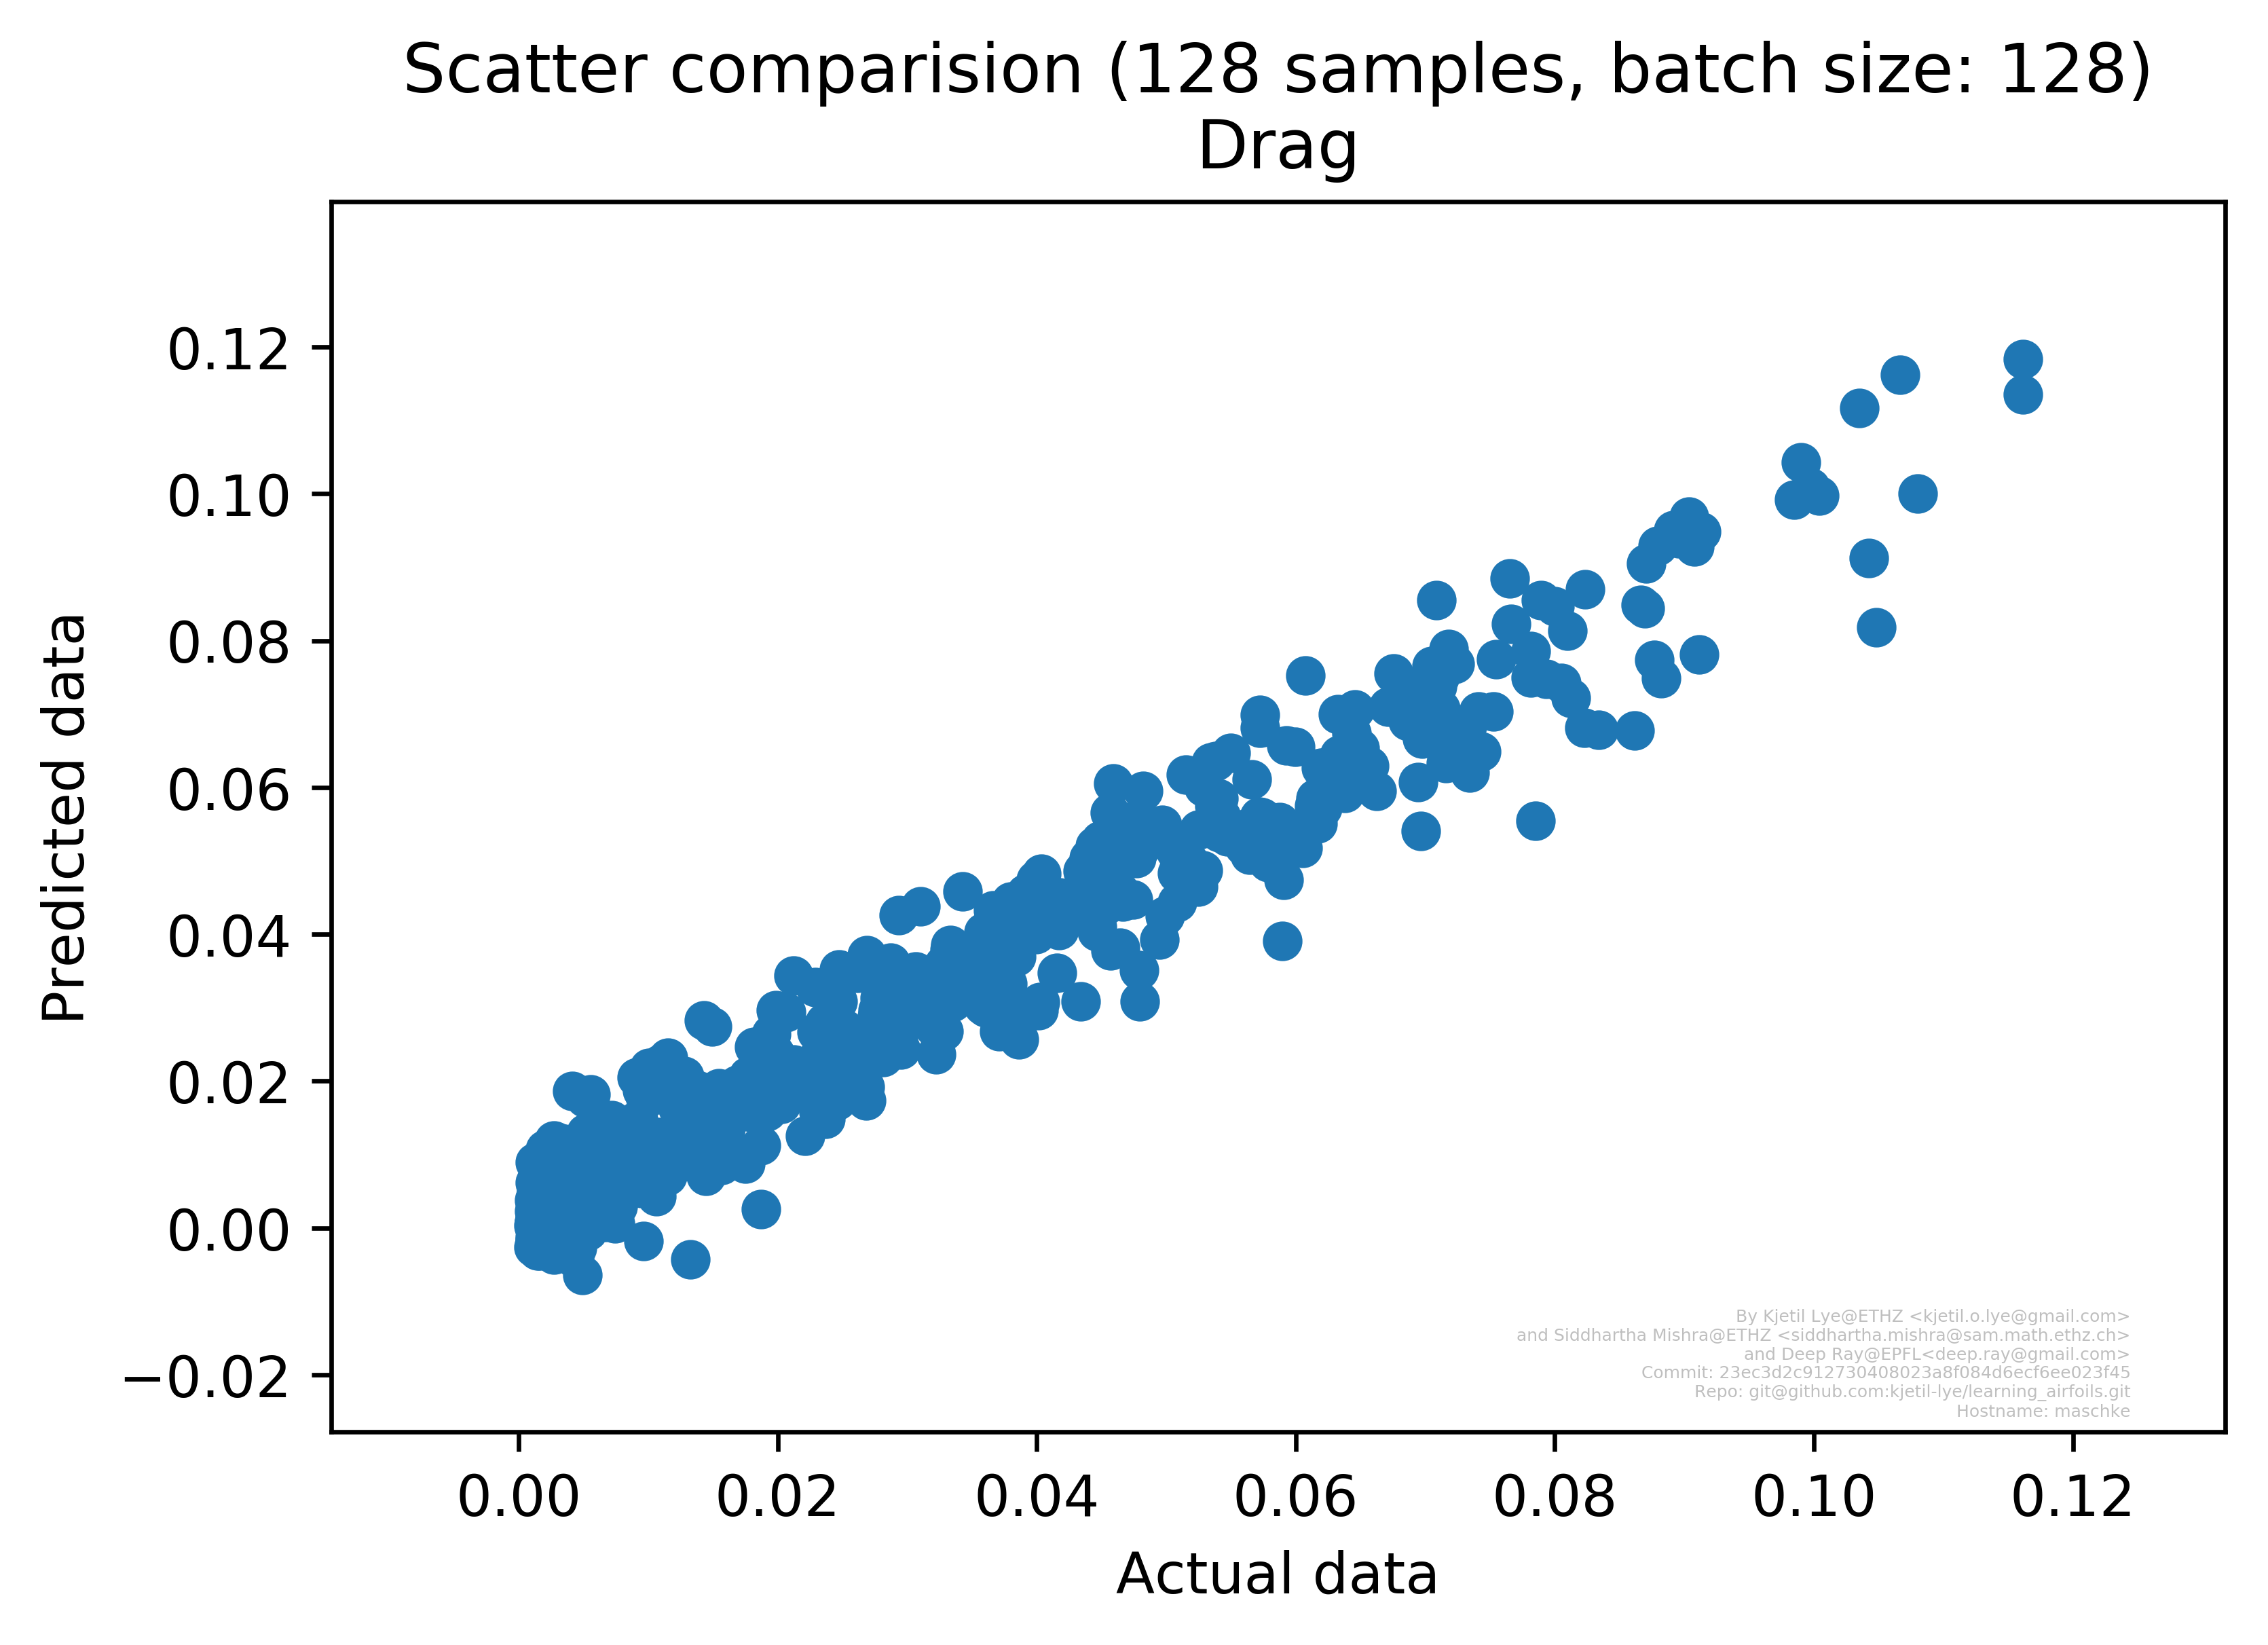 Scatter comparision (128 samples, batch size: 128)
Drag
0.12
0.10
0.08
0.06
0.04
0.02
0.00
−0.02
Predicted data
By Kjetil Lye@ETHZ <kjetil.o.lye@gmail.com>
and Siddhartha Mishra@ETHZ <siddhartha.mishra@sam.math.ethz.ch>
and Deep Ray@EPFL<deep.ray@gmail.com>
Commit: 23ec3d2c912730408023a8f084d6ecf6ee023f45
Repo: git@github.com:kjetil-lye/learning_airfoils.git
Hostname: maschke
0.00 0.02 0.04 0.06 0.08 0.10 0.12
Actual data